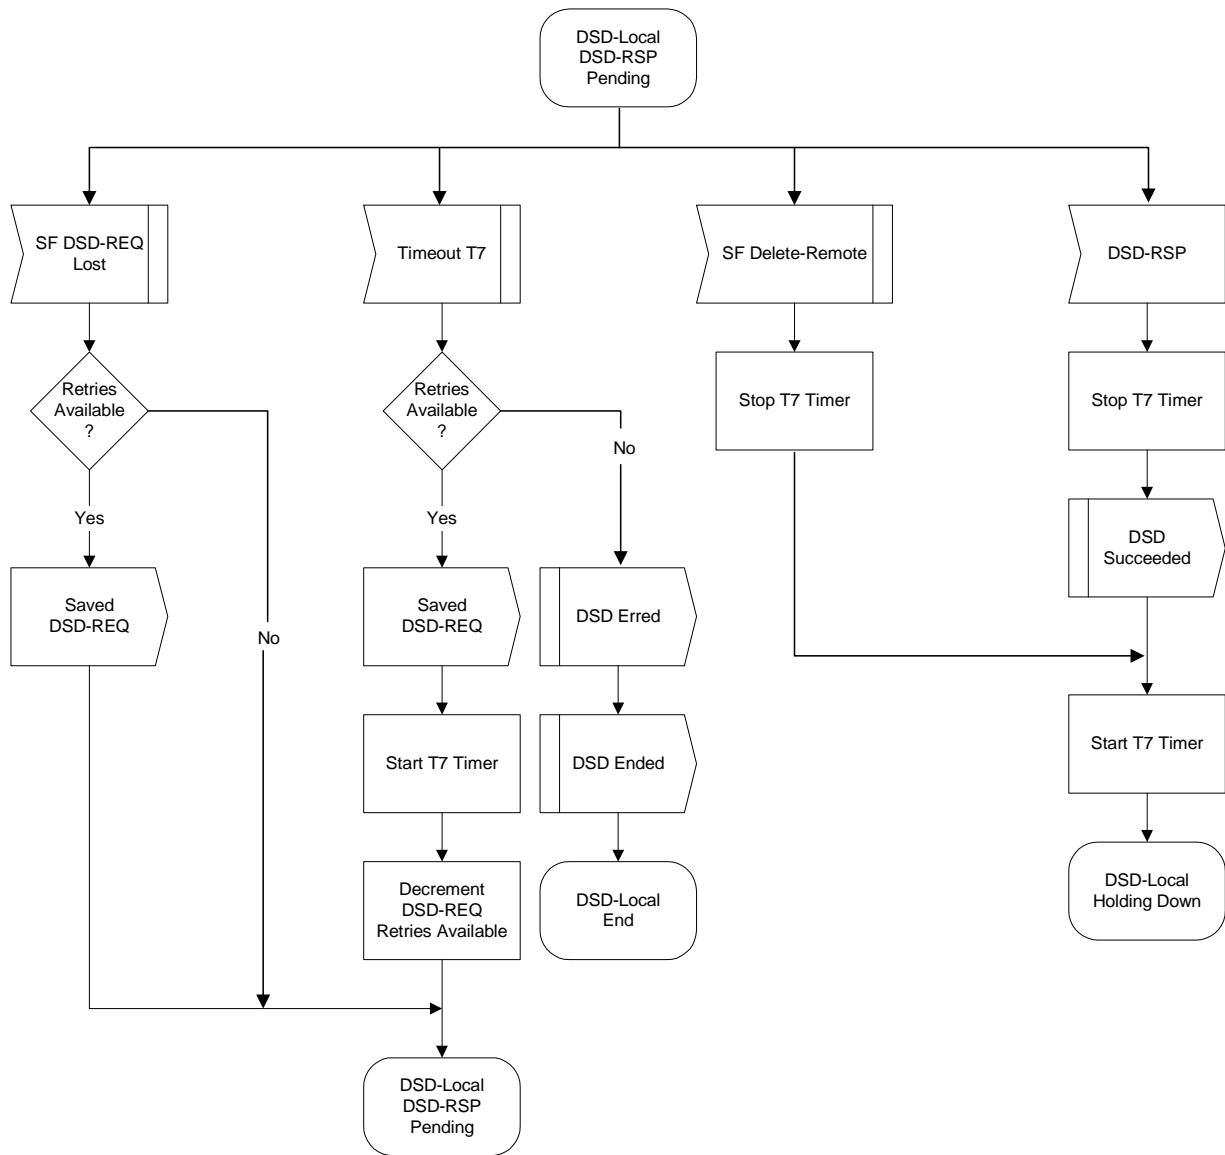 DSD-Local
DSD-RSP
Pending
SF DSD-REQ
Lost
Timeout T7
SF Delete-Remote
DSD-RSP
Retries
Available
?
Retries
Available
?
Stop T7 Timer
Stop T7 Timer
No
Yes
Yes
DSD
Succeeded
Saved
DSD-REQ
No
Saved
DSD-REQ
DSD Erred
Start T7 Timer
DSD Ended
Start T7 Timer
Decrement
DSD-REQ
Retries Available
DSD-Local
End
DSD-Local
Holding Down
DSD-Local
DSD-RSP
Pending